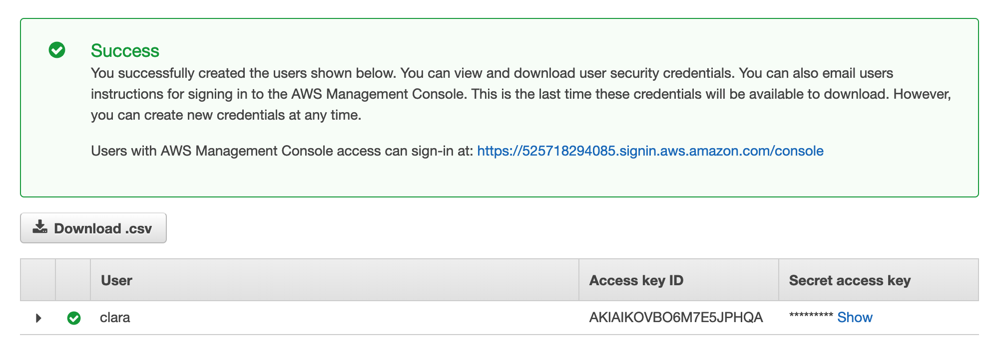 Success
You successfully created the users shown below. You can view and download user security credentials. You can also email users
instructions for signing in to the AWS Management Console. This is the last time these credentials will be available to download. However,
you can create new credentials at any time.
Users with AWS Management Console access can sign-in at: https://525718294085.signin.aws.amazon.com/console
Download .csv
User Access key ID Secret access key
clara AKIAIKOVBO6M7E5JPHQA ********* Show